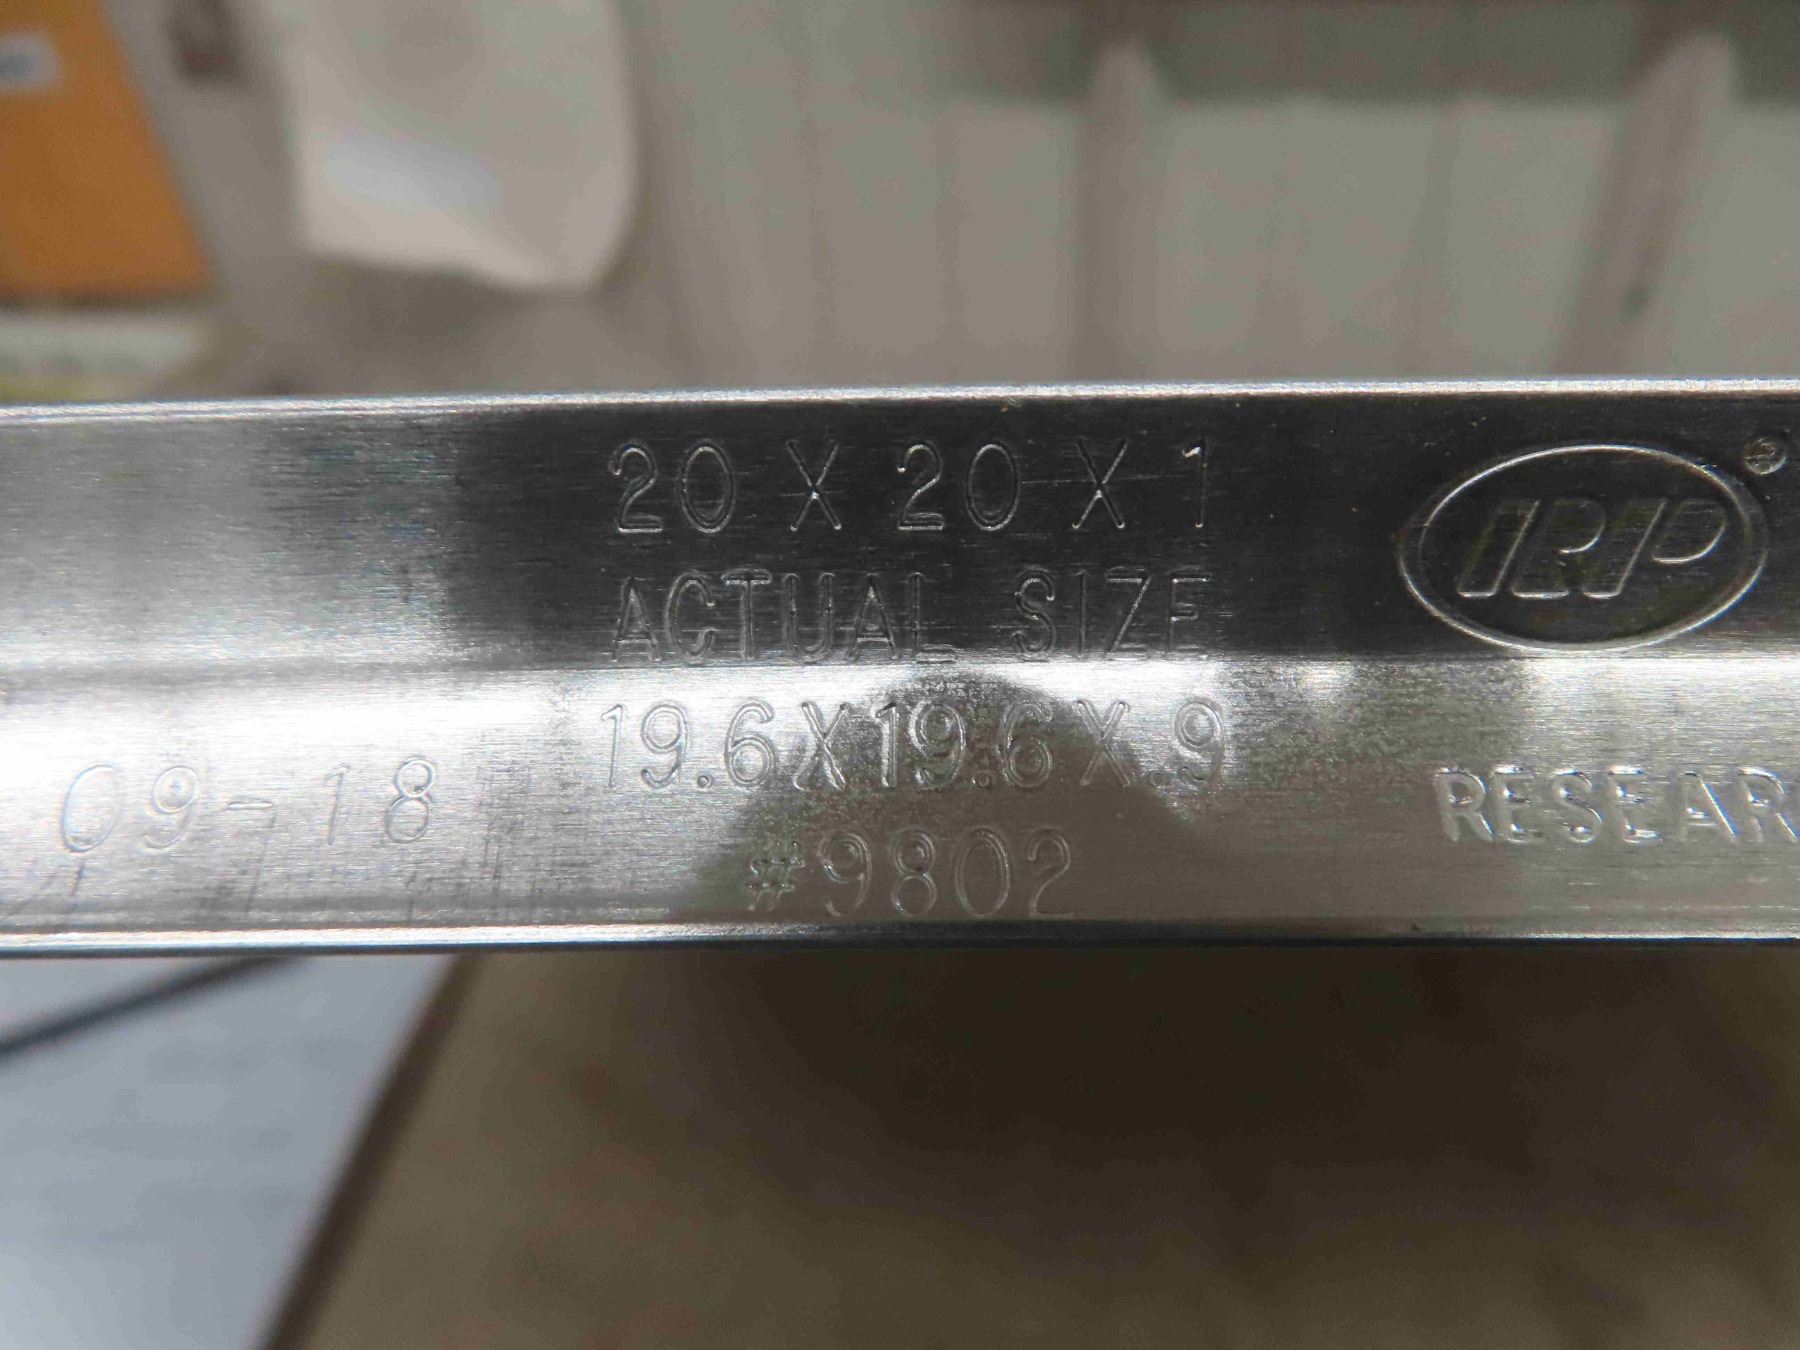 20 X 20 X 1
ACTUAL SIZE
19.6X19.6X.9
#9802
09-18
IRP®
RESEAR